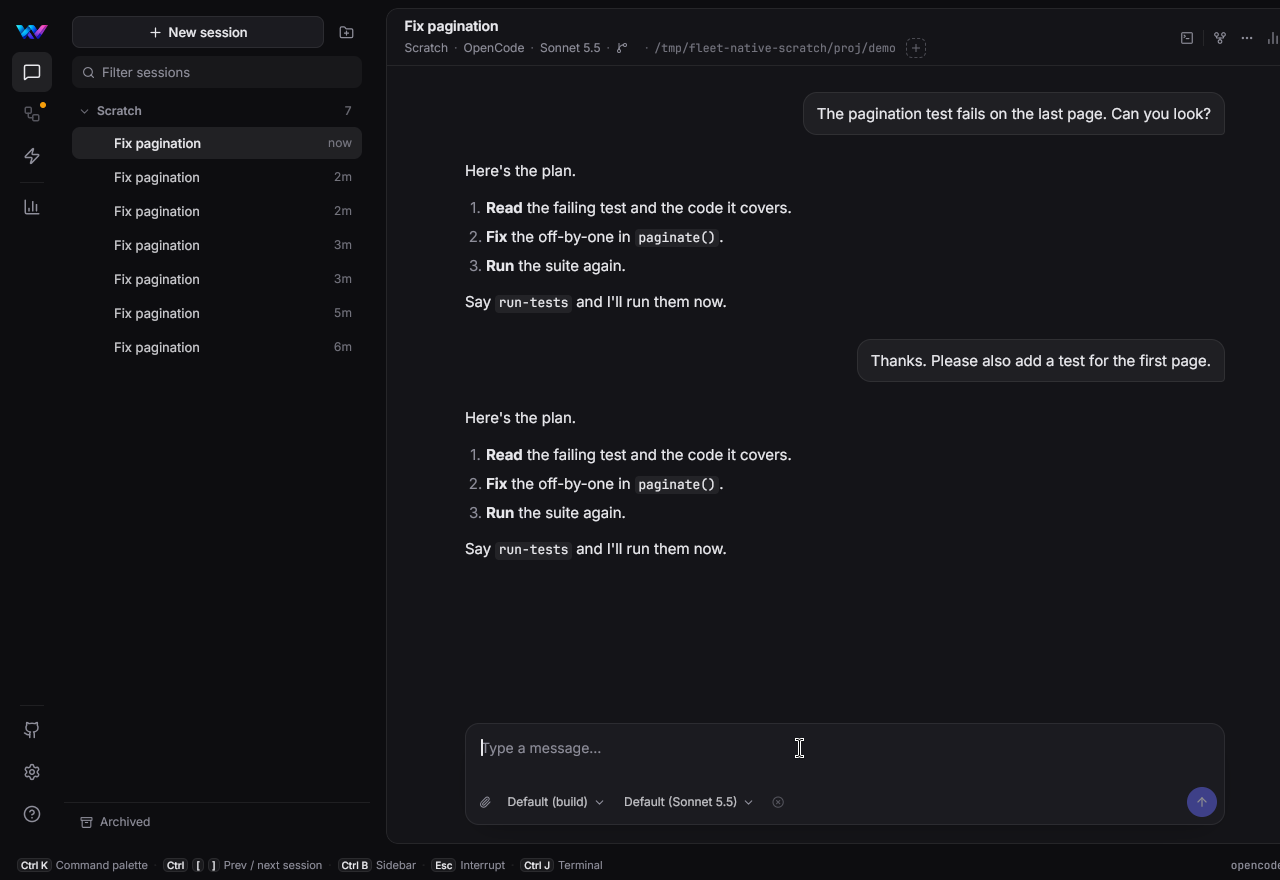 New session
Filter sessions
Scratch 7
Fix pagination now
Fix pagination 2m
Fix pagination 2m
Fix pagination 3m
Fix pagination 3m
Fix pagination 5m
Fix pagination 6m
Archived
Fix pagination
Scratch · OpenCode · Sonnet 5.5 · · /tmp/fleet-native-scratch/proj/demo
The pagination test fails on the last page. Can you look?
Here's the plan.
1. Read the failing test and the code it covers.
2. Fix the off-by-one in paginate().
3. Run the suite again.
Say run-tests and I'll run them now.
Thanks. Please also add a test for the first page.
Here's the plan.
1. Read the failing test and the code it covers.
2. Fix the off-by-one in paginate().
3. Run the suite again.
Say run-tests and I'll run them now.
Type a message...
Default (build) Default (Sonnet 5.5)
Ctrl K Command palette · Ctrl [ ] Prev / next session · Ctrl B Sidebar · Esc Interrupt · Ctrl J Terminal opencode